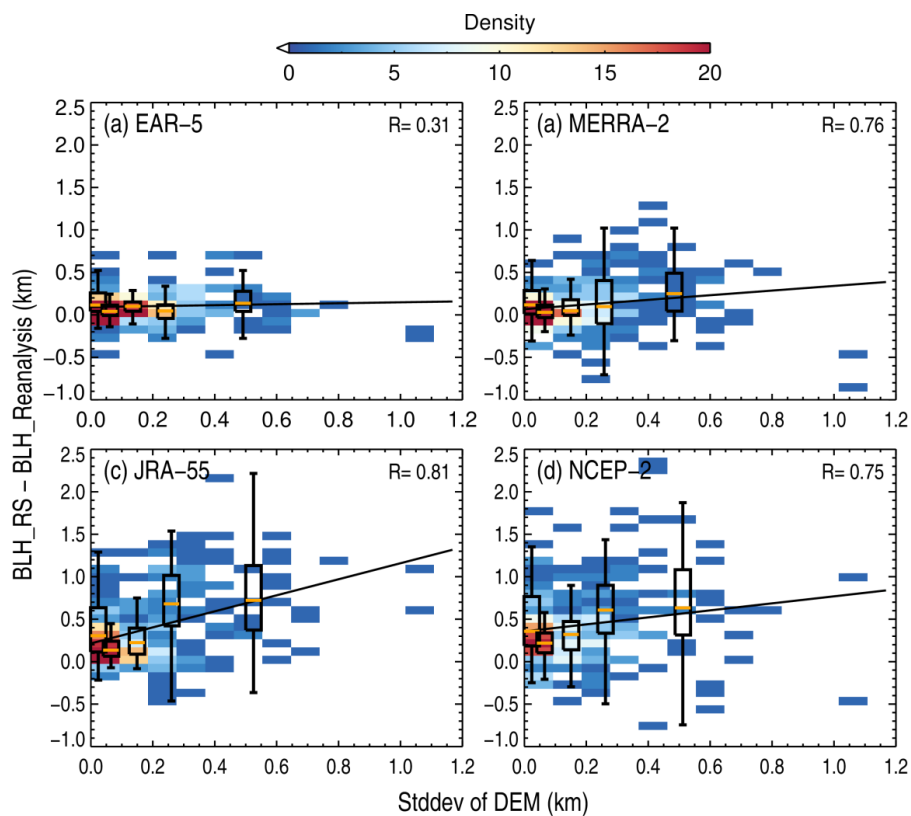 Density
0 5 10 15 20
(a) EAR-5 R= 0.31
2.5
2.0
1.5
1.0
0.5
0.0
-0.5
-1.0
0.0 0.2 0.4 0.6 0.8 1.0 1.2
(a) MERRA-2 R= 0.76
2.5
2.0
1.5
1.0
0.5
0.0
-0.5
-1.0
0.0 0.2 0.4 0.6 0.8 1.0 1.2
BLH_RS - BLH_Reanalysis (km)
(c) JRA-55 R= 0.81
2.5
2.0
1.5
1.0
0.5
0.0
-0.5
-1.0
0.0 0.2 0.4 0.6 0.8 1.0 1.2
(d) NCEP-2 R= 0.75
2.5
2.0
1.5
1.0
0.5
0.0
-0.5
-1.0
0.0 0.2 0.4 0.6 0.8 1.0 1.2
Stddev of DEM (km)